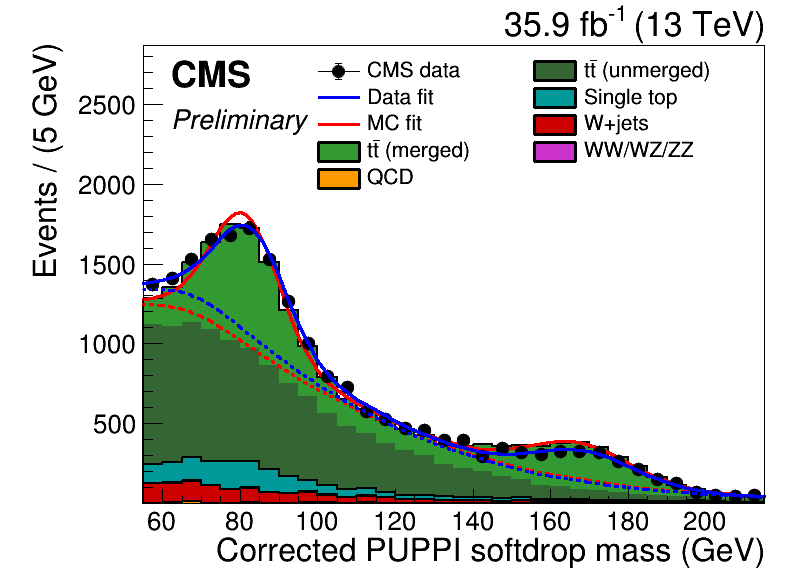 35.9 fb⁻¹ (13 TeV)
CMS
Preliminary
CMS data
Data fit
MC fit
tt̄ (merged)
QCD
tt̄ (unmerged)
Single top
W+jets
WW/WZ/ZZ
Events / (5 GeV)
2500
2000
1500
1000
500
60 80 100 120 140 160 180 200
Corrected PUPPI softdrop mass (GeV)